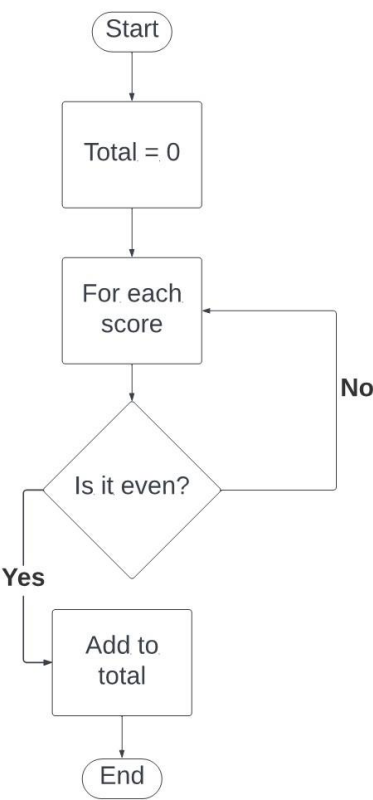 Start
Total = 0
For each
score
No
Is it even?
Yes
Add to
total
End